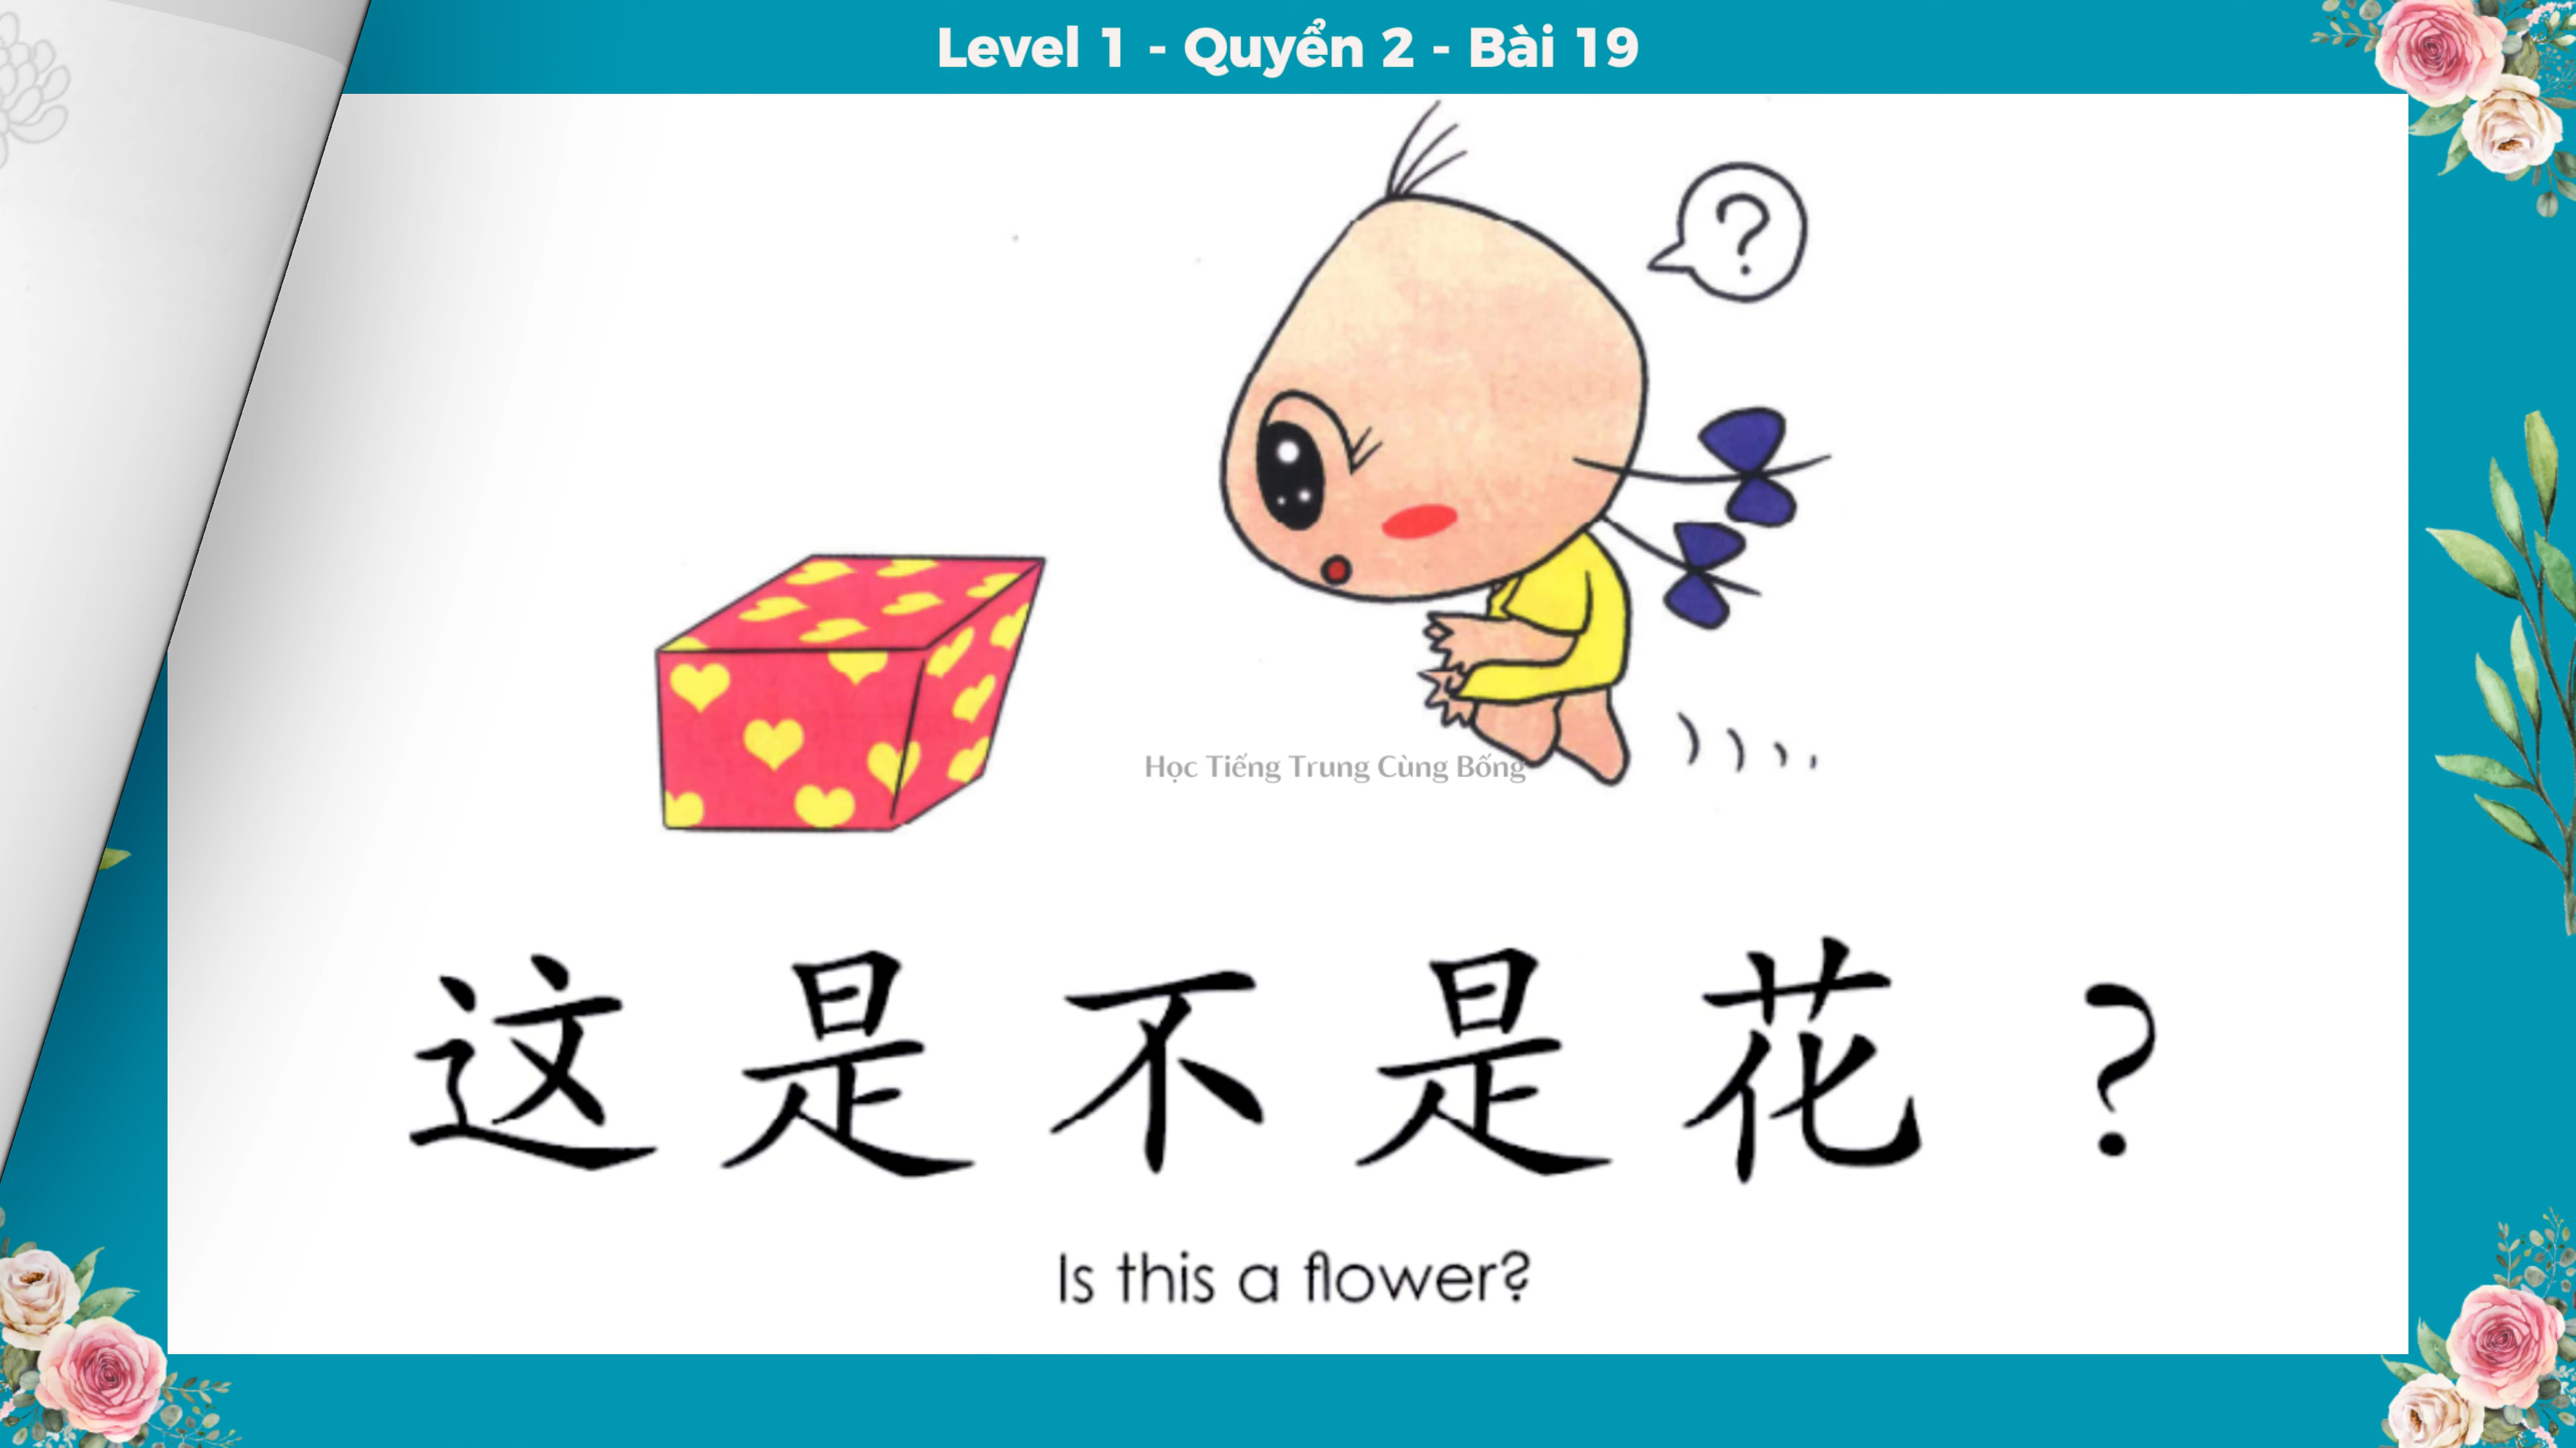 Level 1 - Quyển 2 - Bài 19
?
Học Tiếng Trung Cùng Bống
这是不是花?
Is this a flower?